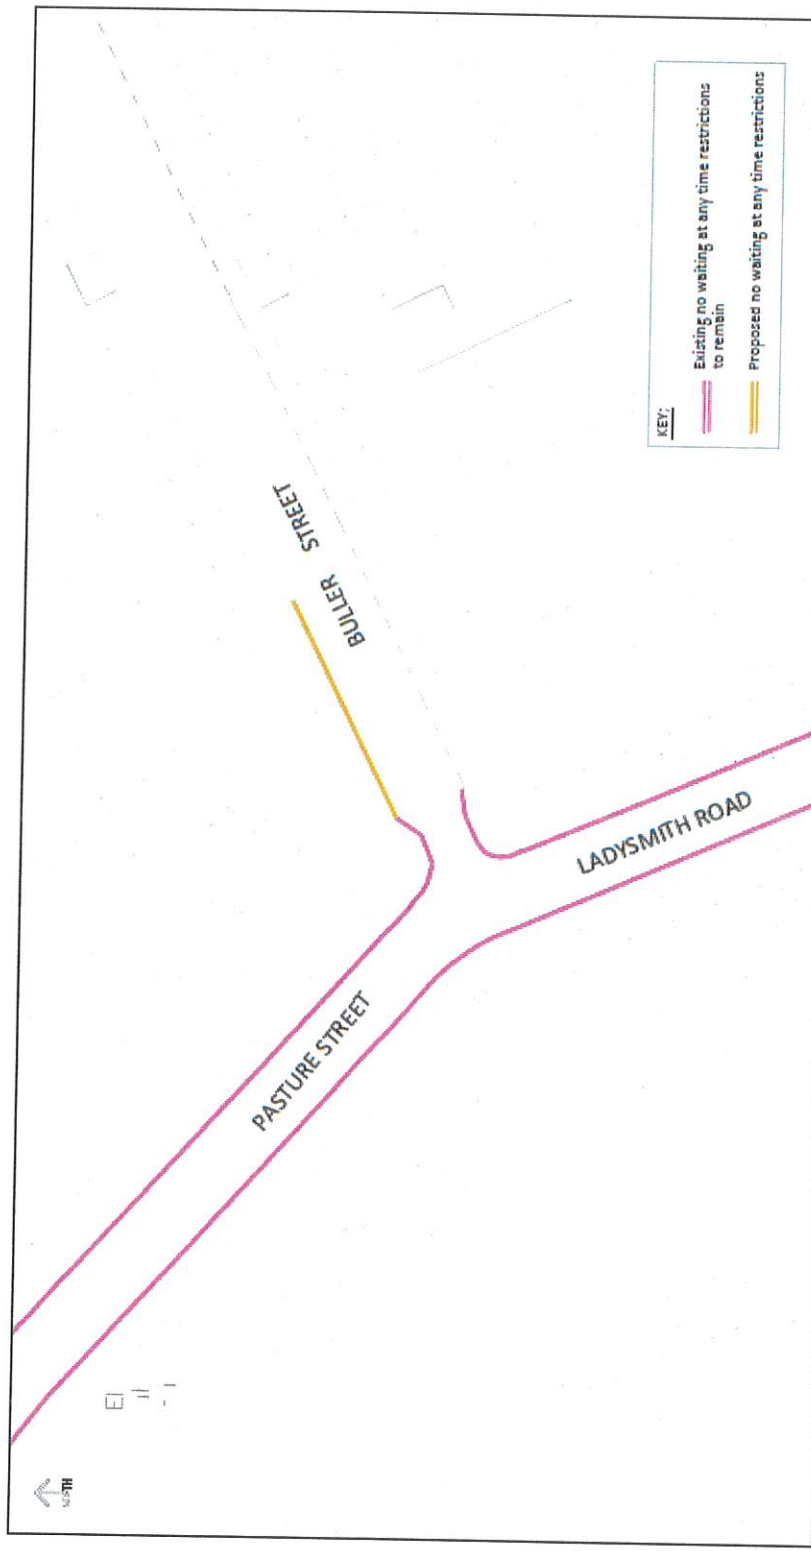 PASTURE STREET
BULLER STREET
LADYSMITH ROAD
KEY;
Existing no waiting at any time restrictions
to remain
Proposed no waiting at any time restrictions